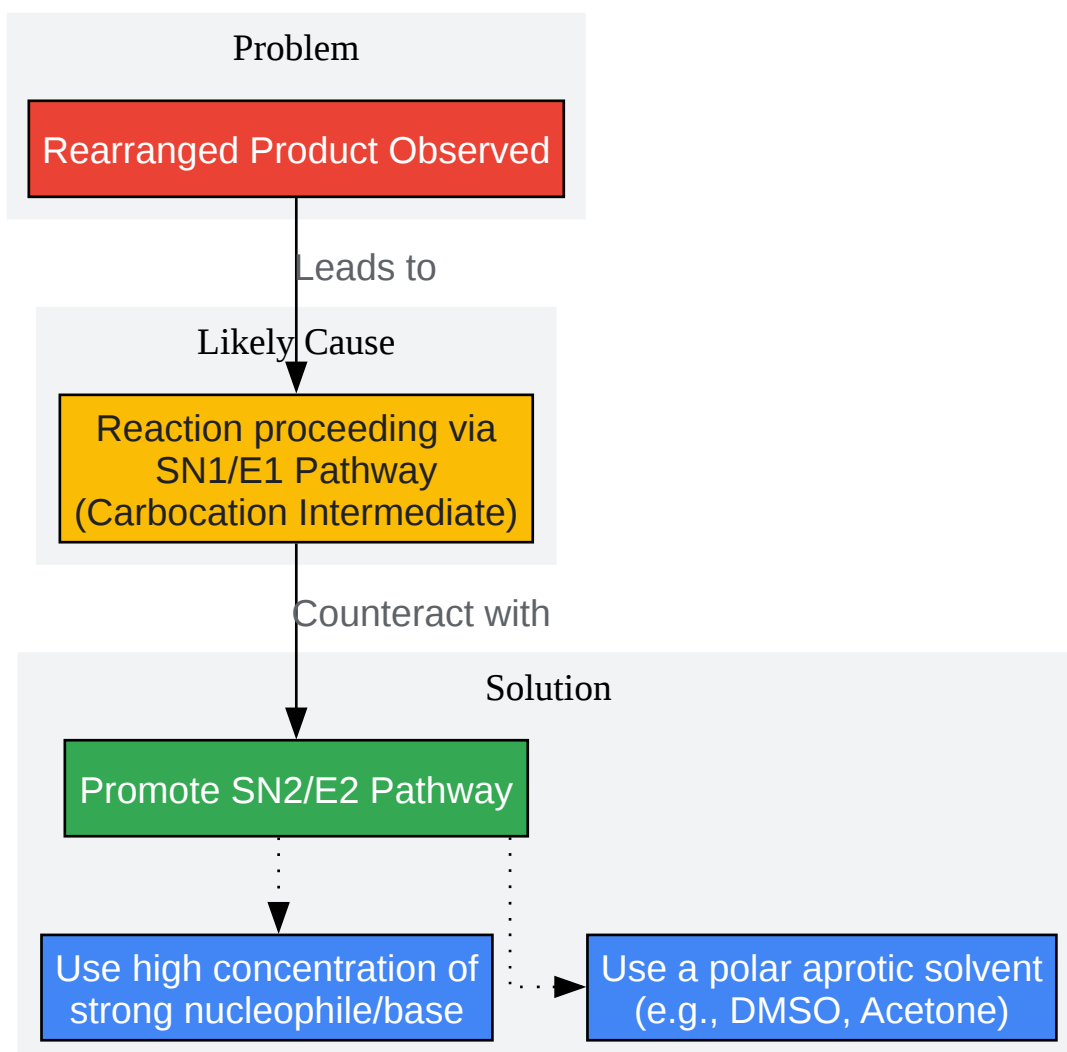 Problem
Rearranged Product Observed
Leads to
Likely Cause
Reaction proceeding via
SN1/E1 Pathway
(Carbocation Intermediate)
Counteract with
Solution
Promote SN2/E2 Pathway
Use high concentration of
strong nucleophile/base
Use a polar aprotic solvent
(e.g., DMSO, Acetone)